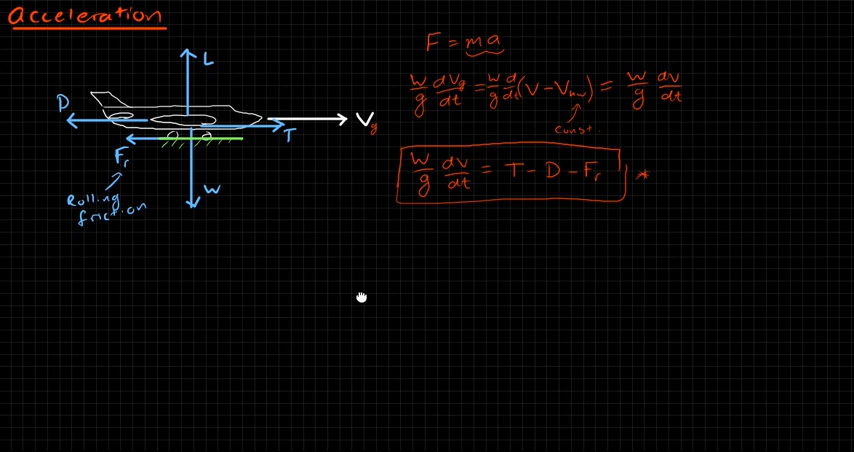 Acceleration
L
D
T
V_g
F_r
Rolling
friction
W
F = ma
W/g dV_g/dt = W/g d/dt (V - V_hw) = W/g dV/dt
const.
W/g dV/dt = T - D - F_r *